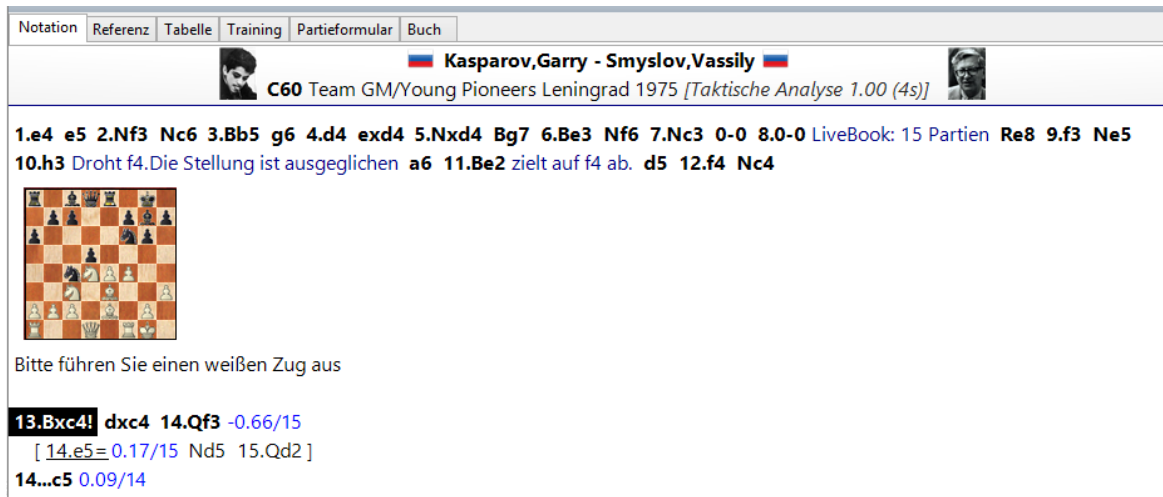 Notation Referenz Tabelle Training Partieformular Buch
Kasparov,Garry - Smyslov,Vassily
C60 Team GM/Young Pioneers Leningrad 1975 [Taktische Analyse 1.00 (4s)]
1.e4 e5 2.Nf3 Nc6 3.Bb5 g6 4.d4 exd4 5.Nxd4 Bg7 6.Be3 Nf6 7.Nc3 0-0 8.0-0 LiveBook: 15 Partien Re8 9.f3 Ne5
10.h3 Droht f4.Die Stellung ist ausgeglichen a6 11.Be2 zielt auf f4 ab. d5 12.f4 Nc4
Bitte führen Sie einen weißen Zug aus
13.Bxc4! dxc4 14.Qf3 -0.66/15
[ 14.e5= 0.17/15 Nd5 15.Qd2 ]
14...c5 0.09/14